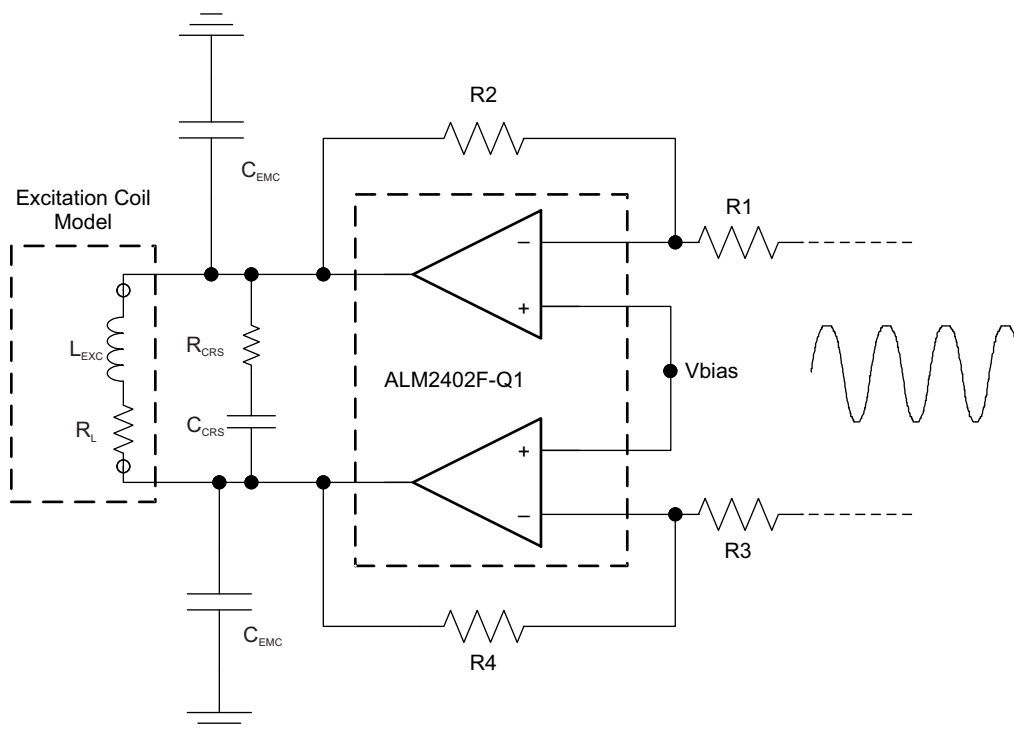 R2
C_EMC
Excitation Coil
Model
R1
−
+
L_EXC
R_CRS
ALM2402F-Q1
Vbias
R_L
C_CRS
+
−
R3
C_EMC
R4